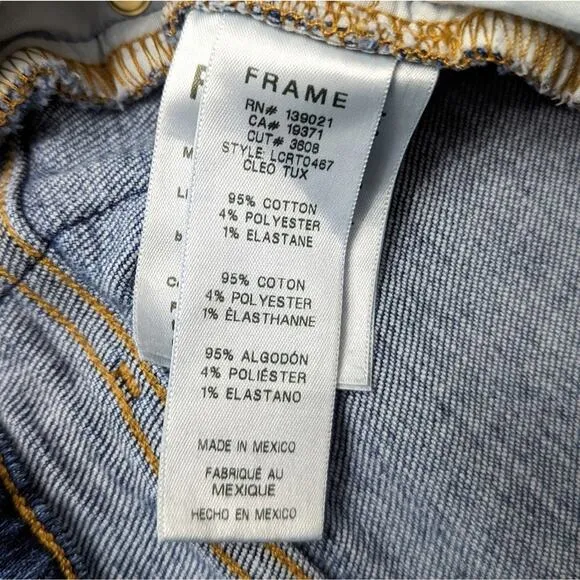 FRAME
RN# 139021
CA# 19371
CUT# 3608
STYLE: LCRT0467
CLEO TUX
95% COTTON
4% POLYESTER
1% ELASTANE
95% COTON
4% POLYESTER
1% ÉLASTHANNE
95% ALGODÓN
4% POLIÉSTER
1% ELASTANO
MADE IN MEXICO
FABRIQUÉ AU
MEXIQUE
HECHO EN MEXICO